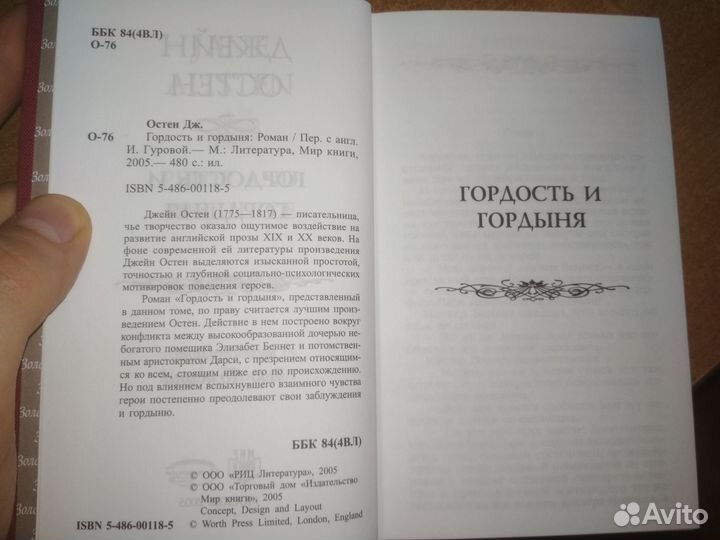 ББК 84(4ВЛ)
О-76
Остен Дж.
О-76 Гордость и гордыня: Роман / Пер. с англ.
И. Гуровой.— М.: Литература, Мир книги,
2005.— 480 с.: ил.
ISBN 5-486-00118-5
Джейн Остен (1775—1817) — писательница,
чье творчество оказало ощутимое воздействие на
развитие английской прозы XIX и XX веков. На
фоне современной ей литературы произведения
Джейн Остен выделяются изысканной простотой,
точностью и глубиной социально-психологических
мотивировок поведения героев.
Роман «Гордость и гордыня», представленный
в данном томе, по праву считается лучшим произ-
ведением Остен. Действие в нем построено вокруг
конфликта между высокообразованной дочерью не-
богатого помещика Элизабет Беннет и потомствен-
ным аристократом Дарси, с презрением относящим-
ся ко всем, стоящим ниже его по происхождению.
Но под влиянием вспыхнувшего взаимного чувства
герои постепенно преодолевают свои заблуждения
и гордыню.
ББК 84(4ВЛ)
© ООО «РИЦ Литература», 2005
© ООО «Торговый дом «Издательство
Мир книги», 2005
Concept, Design and Layout
ISBN 5-486-00118-5 © Worth Press Limited, London, England
ГОРДОСТЬ И
ГОРДЫНЯ
Avito